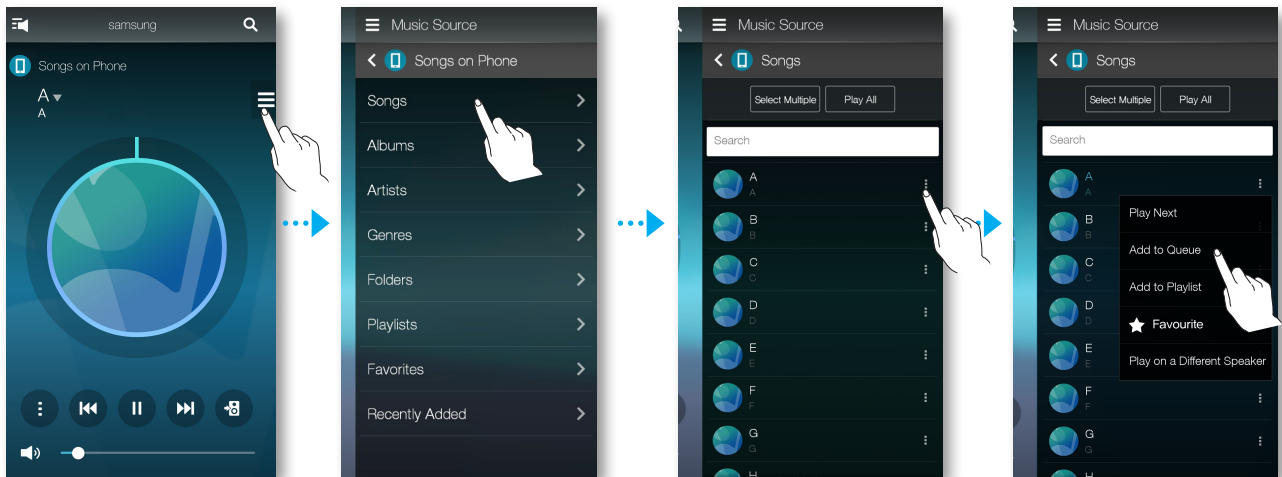 samsung
Songs on Phone
A
A
Music Source
Songs on Phone
Songs
Albums
Artists
Genres
Folders
Playlists
Favorites
Recently Added
Music Source
Songs
Select Multiple Play All
Search
A
A
B
B
C
C
D
D
E
E
F
F
G
G
H
Music Source
Songs
Select Multiple Play All
Search
A
A
B
B
C
C
D
D
E
E
F
F
G
G
H
Play Next
Add to Queue
Add to Playlist
Favourite
Play on a Different Speaker